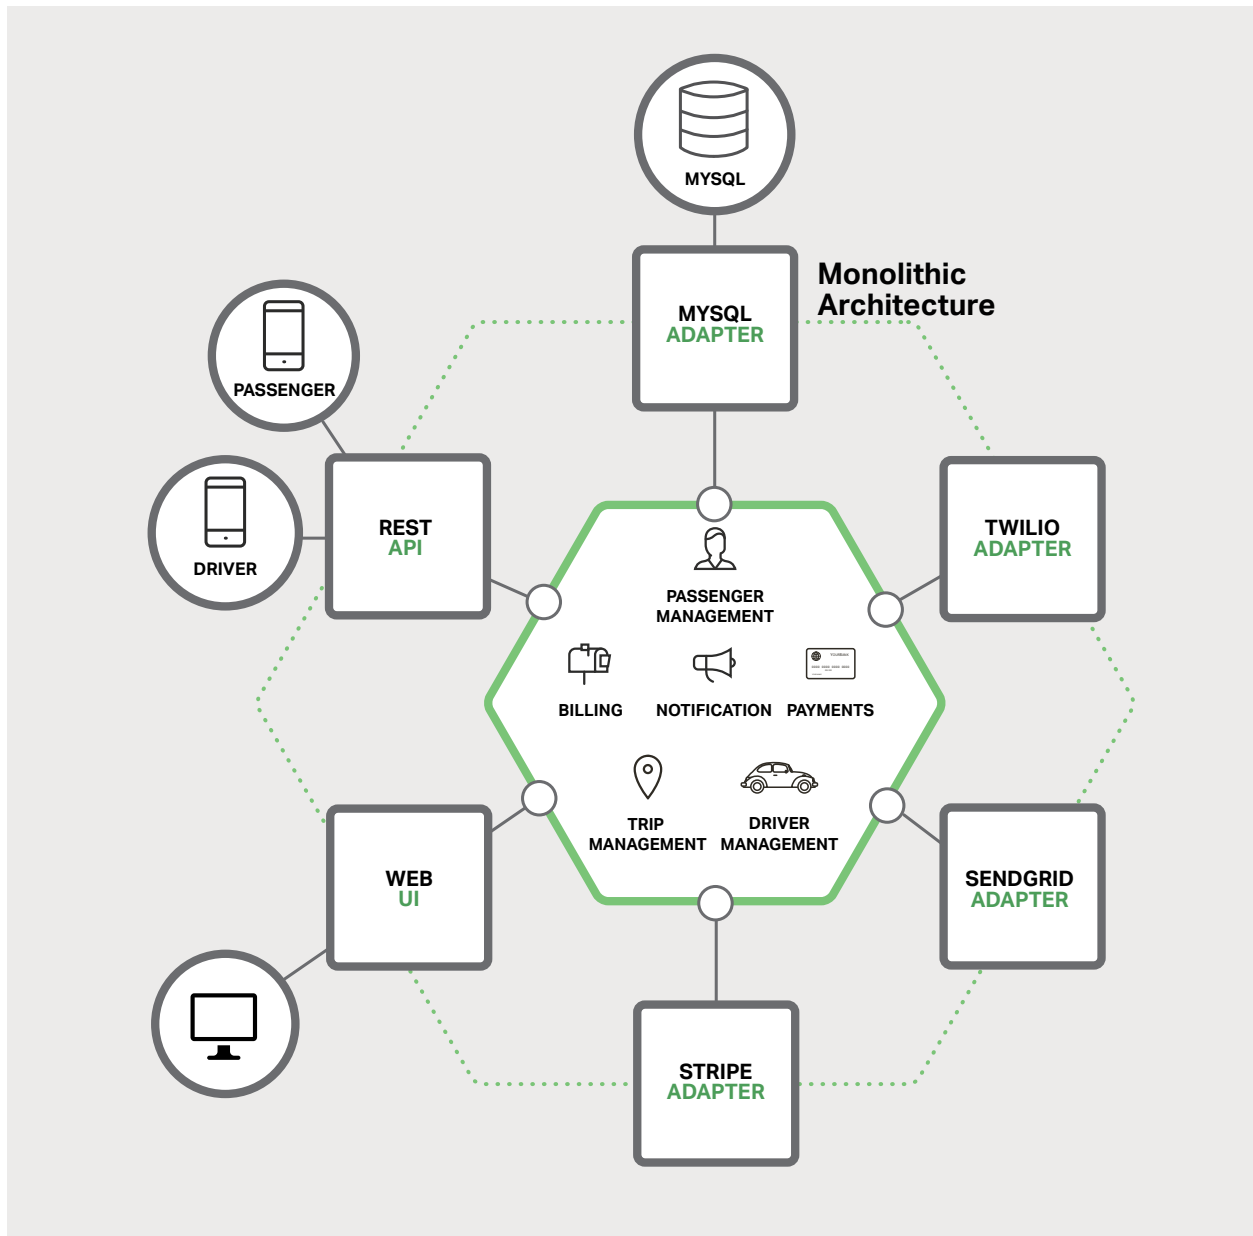 MYSQL
Monolithic
Architecture
MYSQL
ADAPTER
PASSENGER
DRIVER
REST
API
TWILIO
ADAPTER
PASSENGER
MANAGEMENT
BILLING
NOTIFICATION
PAYMENTS
TRIP
MANAGEMENT
DRIVER
MANAGEMENT
WEB
UI
SENDGRID
ADAPTER
STRIPE
ADAPTER